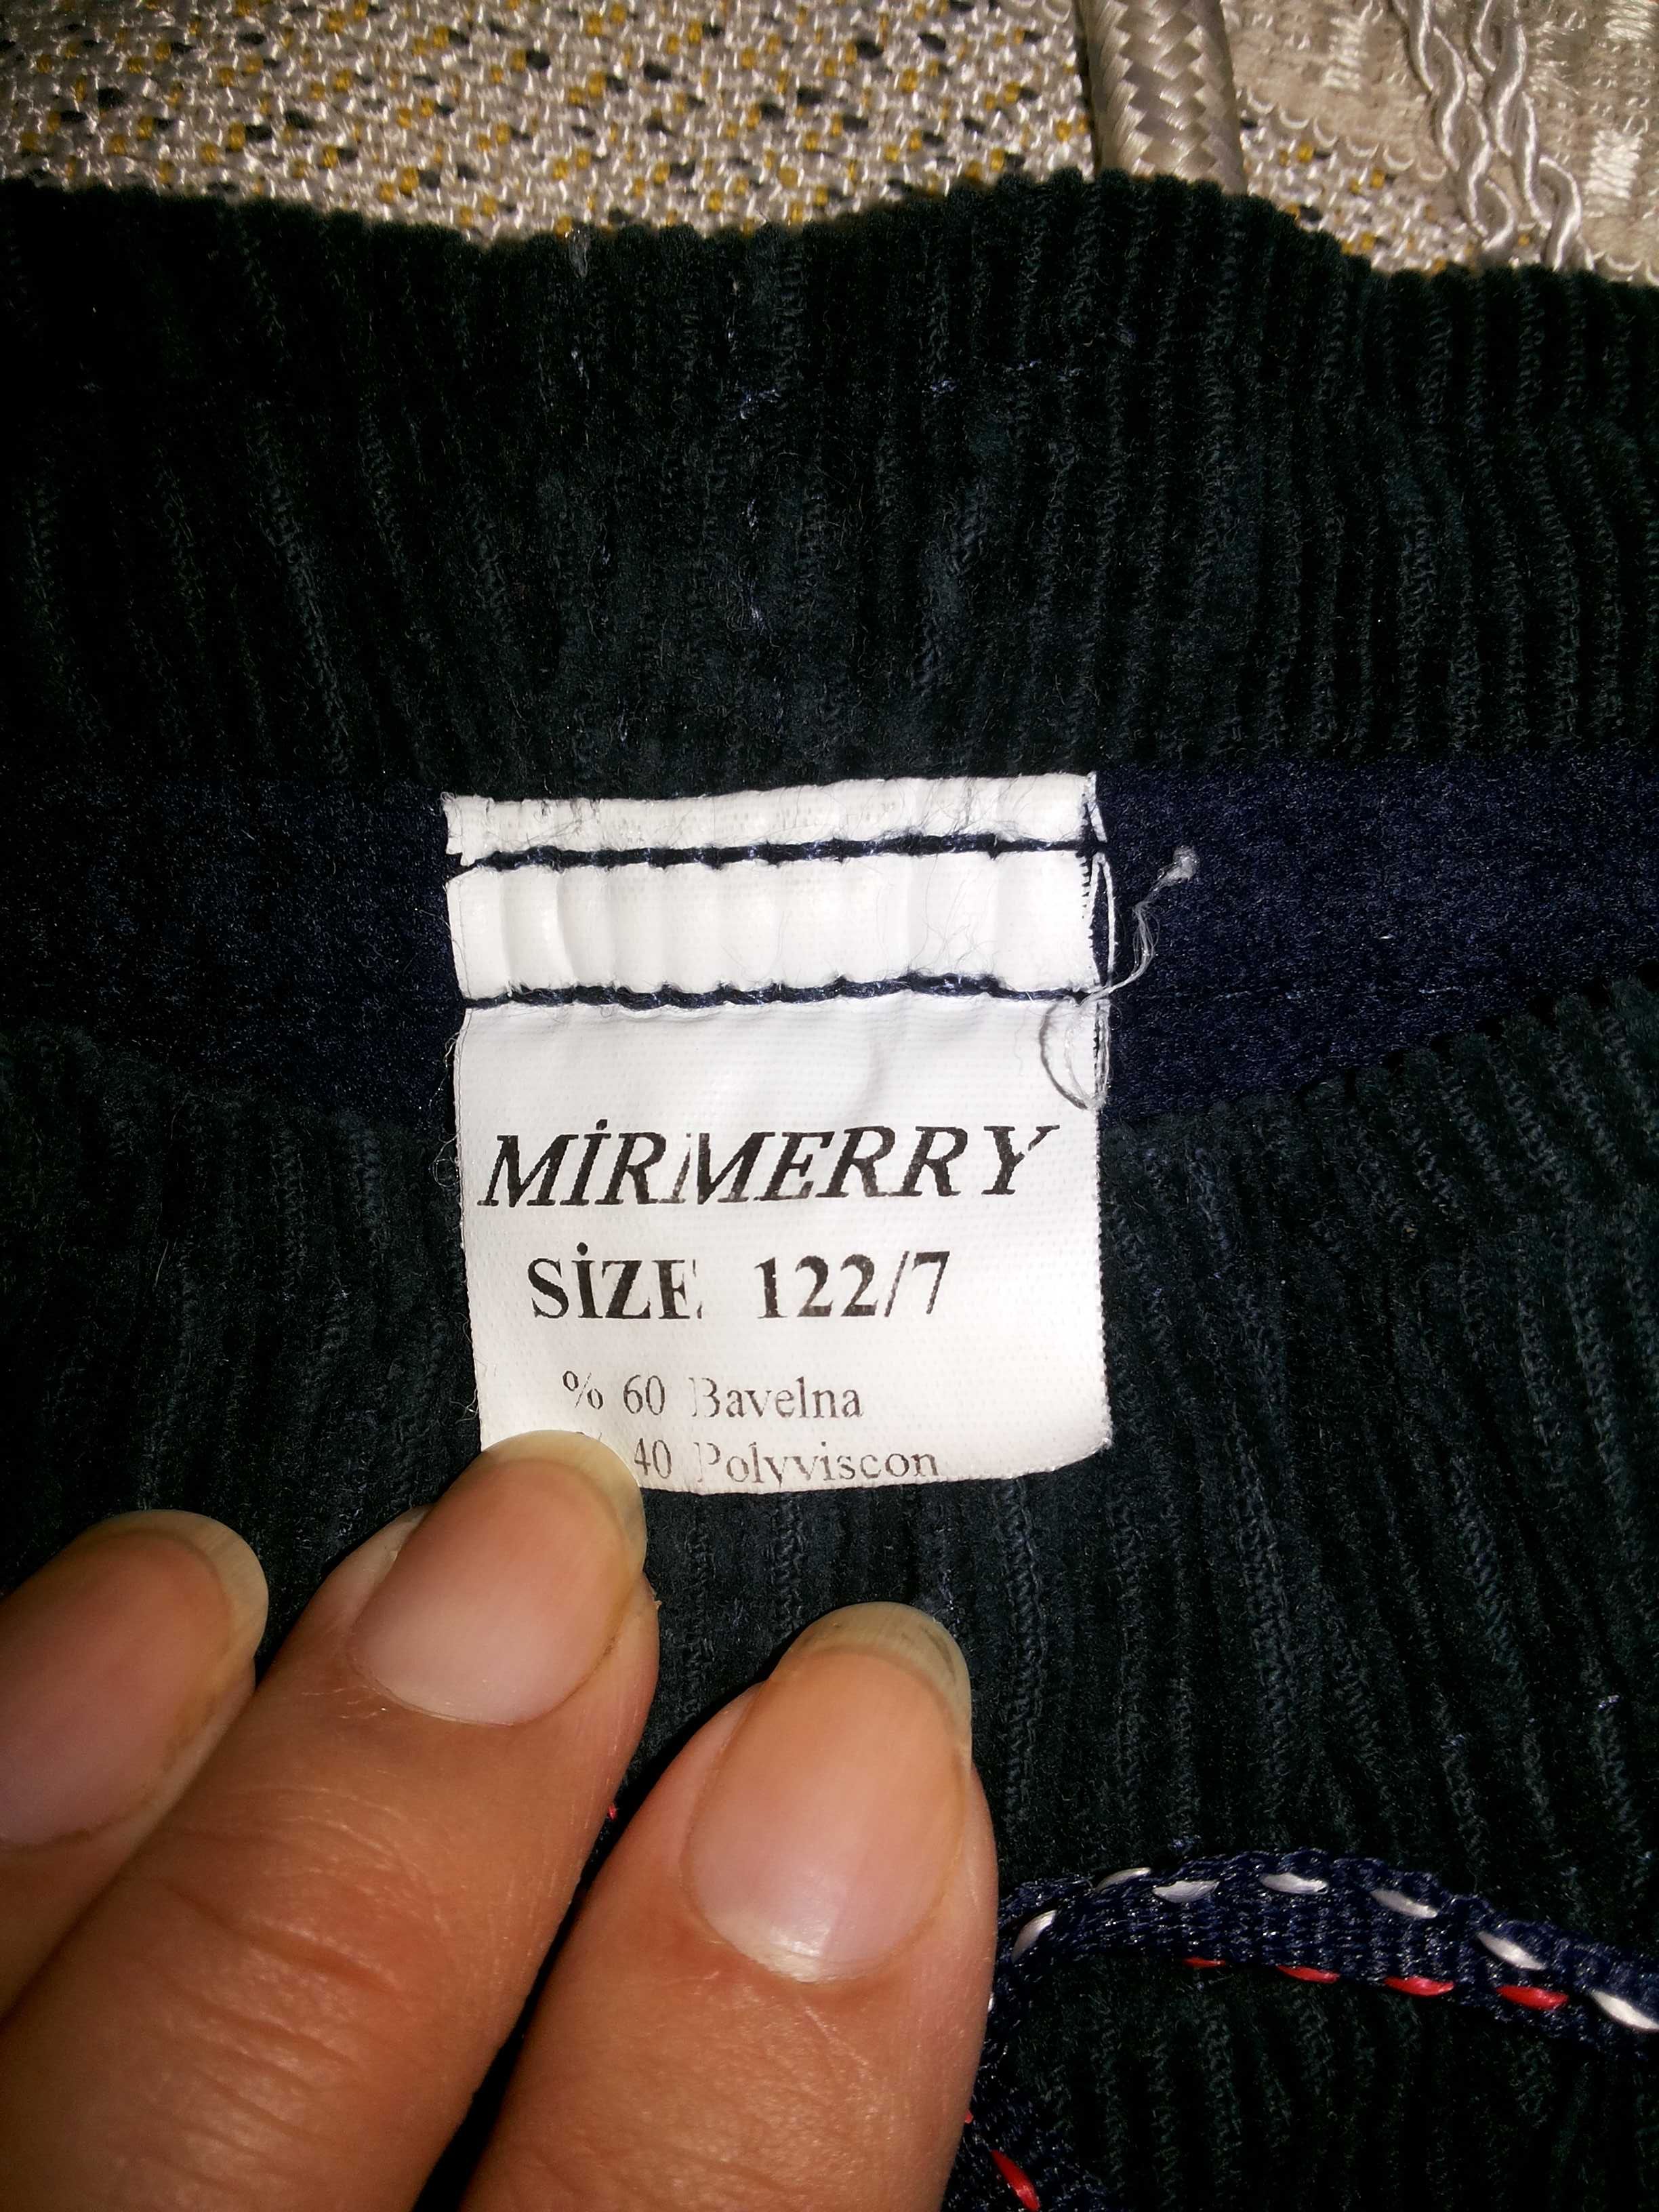 MİRMERRY
SİZE 122/7
% 60 Bavelna
% 40 Polyviscon